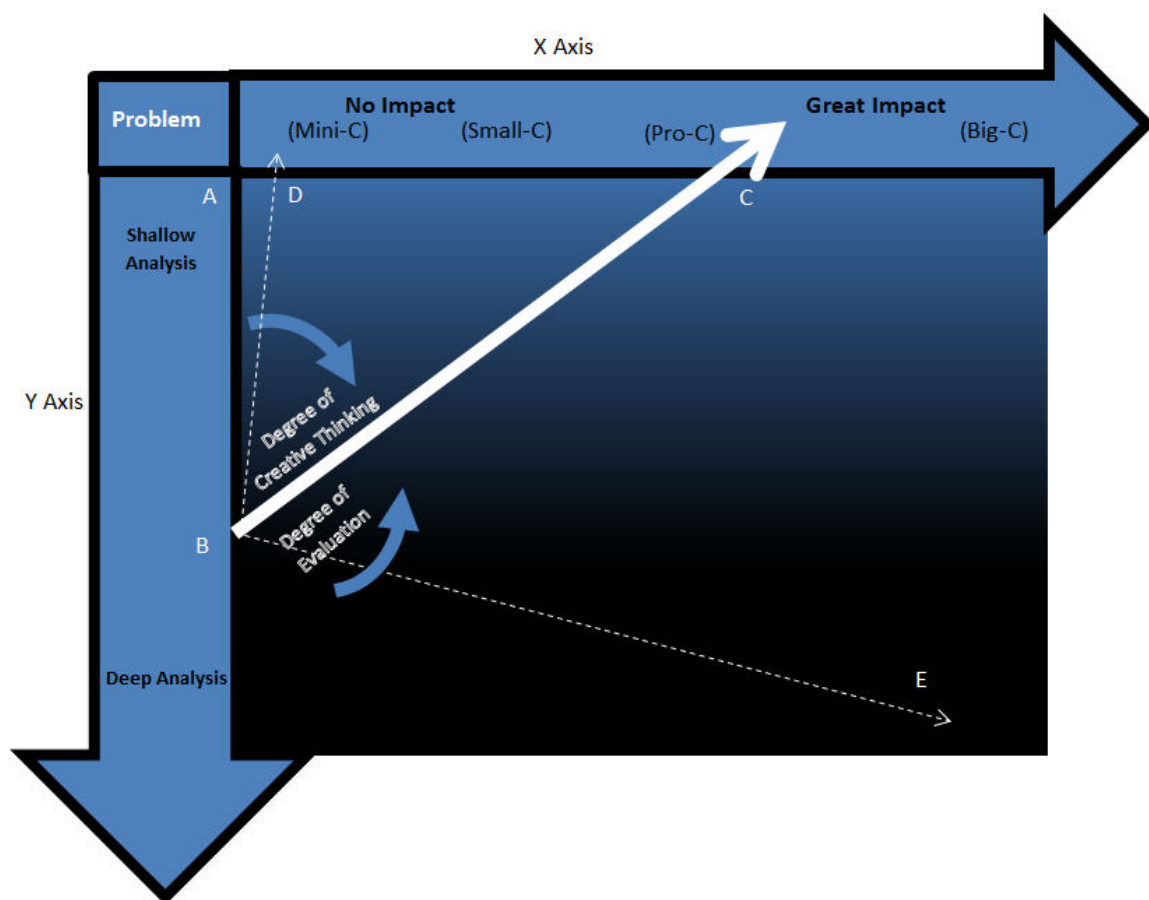 X Axis
Problem
No Impact
Great Impact
(Mini-C)
(Small-C)
(Pro-C)
(Big-C)
A
D
C
Shallow
Analysis
Y Axis
Degree of
Creative Thinking
Degree of
Evaluation
B
Deep Analysis
E